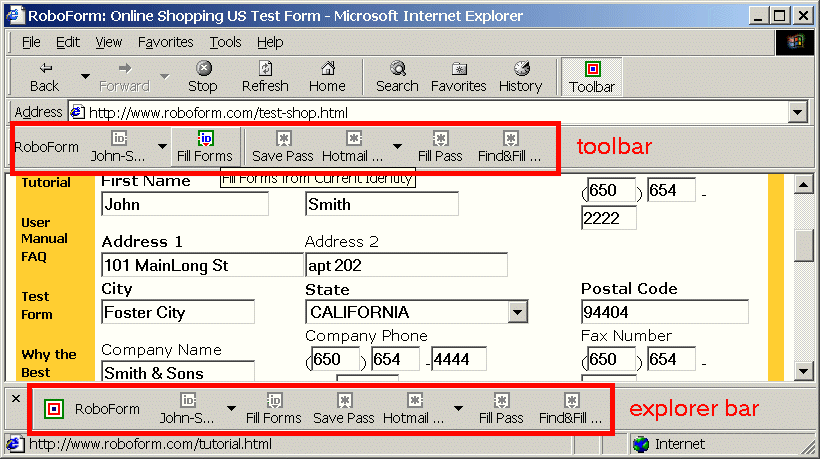 RoboForm: Online Shopping US Test Form - Microsoft Internet Explorer
File Edit View Favorites Tools Help
Back Forward Stop Refresh Home Search Favorites History Toolbar
Address http://www.roboform.com/test-shop.html
RoboForm John-S... Fill Forms Save Pass Hotmail ... Fill Pass Find&Fill ... toolbar
Fill Forms from Current Identity
Tutorial First Name
John Smith (650) 654 -
2222
User
Manual
FAQ
Address 1 Address 2
101 MainLong St apt 202
City State Postal Code
Test
Form
Foster City CALIFORNIA 94404
Company Phone Fax Number
Why the
Best
Company Name (650) 654 -4444 (650) 654 -
Smith & Sons
RoboForm John-S... Fill Forms Save Pass Hotmail ... Fill Pass Find&Fill ... explorer bar
http://www.roboform.com/tutorial.html Internet